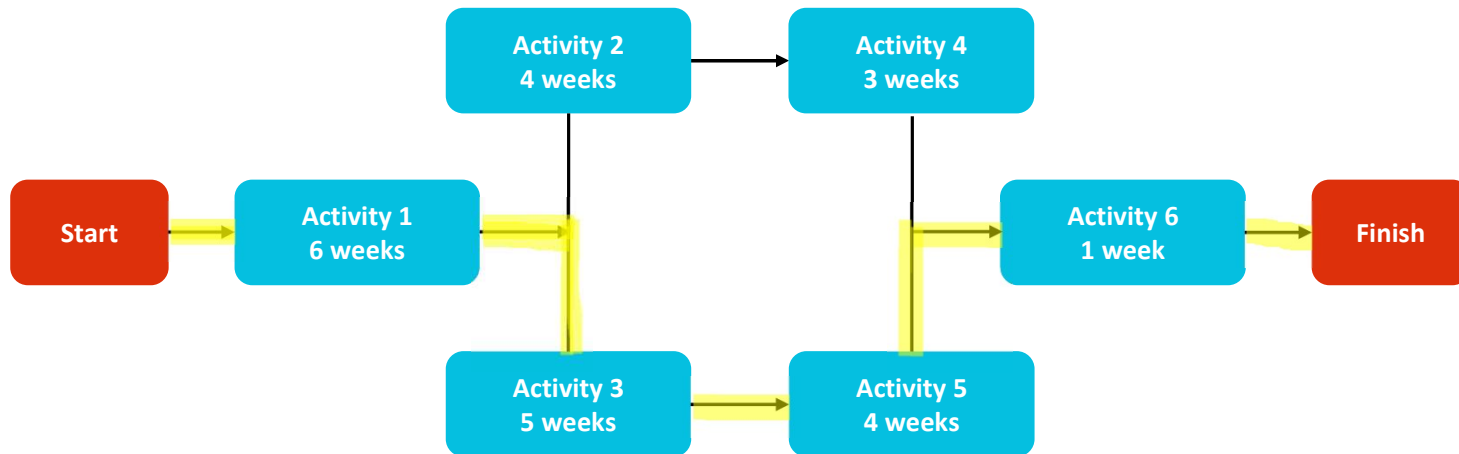 Activity 2
4 weeks
Activity 4
3 weeks
Start
Activity 1
6 weeks
Activity 6
1 week
Finish
Activity 3
5 weeks
Activity 5
4 weeks